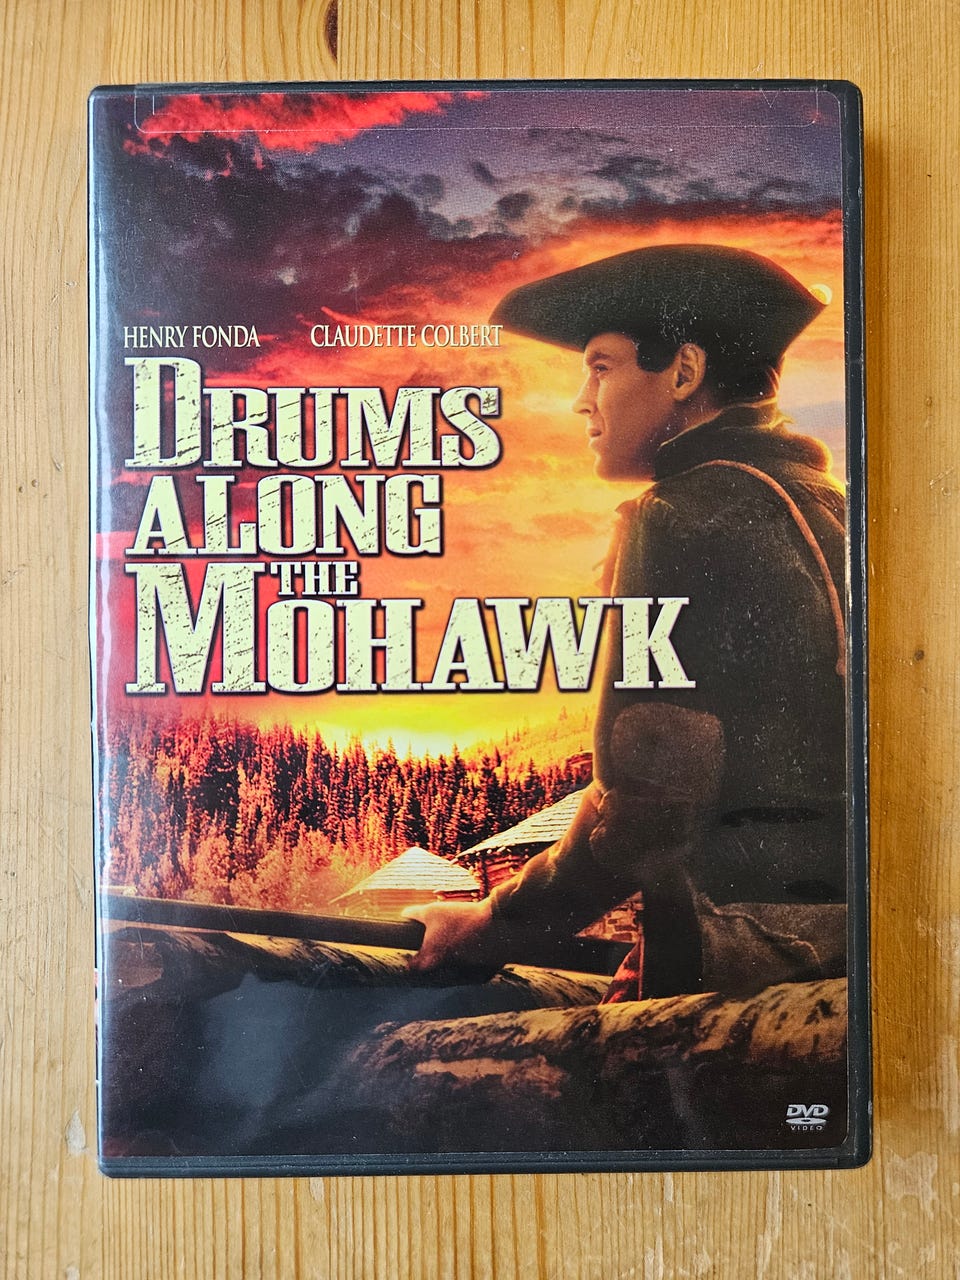 HENRY FONDA CLAUDETTE COLBERT
DRUMS
ALONG
THE
MOHAWK
DVD
VIDEO